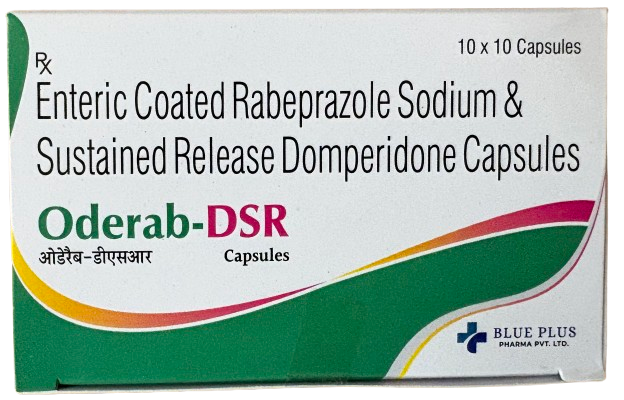 10 x 10 Capsules
Rx
Enteric Coated Rabeprazole Sodium &
Sustained Release Domperidone Capsules
Oderab-DSR
ओडेरैब-डीएसआर Capsules
BLUE PLUS
PHARMA PVT. LTD.